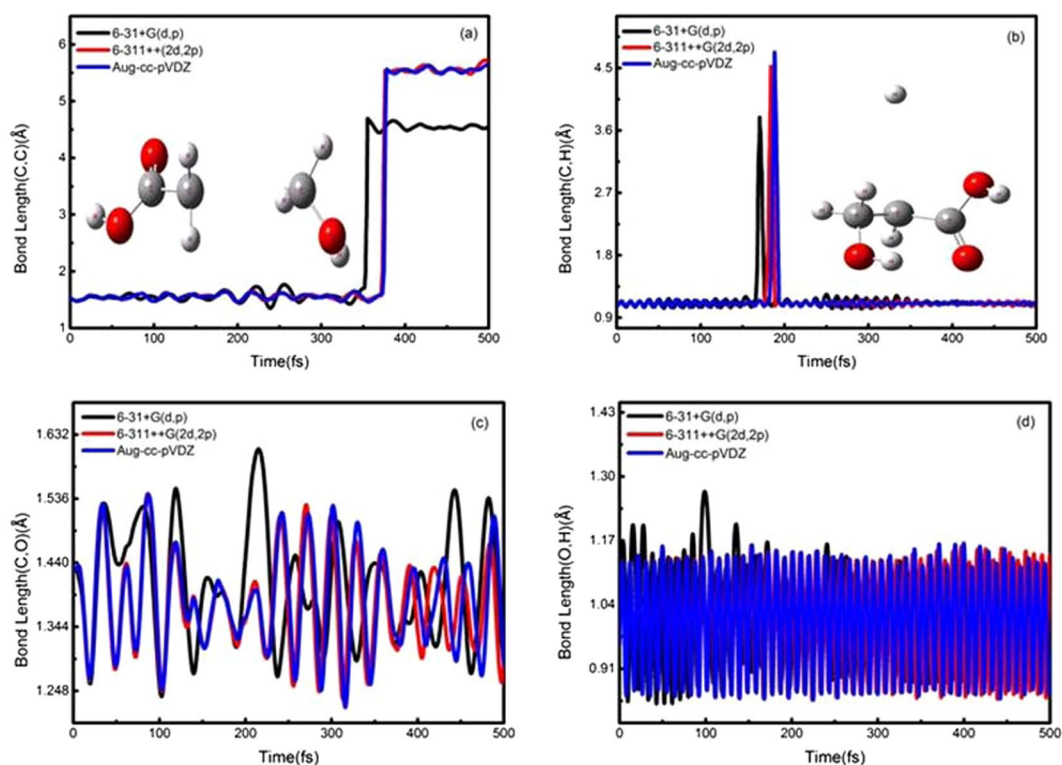 (a)
6-31+G(d,p)
6-311++(2d,2p)
Aug-cc-pVDZ
Bond Length(C,C)(Å)
6
5
4
3
2
1
0 100 200 300 400 500
Time(fs)
(b)
6-31+G(d,p)
6-311++G(2d,2p)
Aug-cc-pVDZ
Bond Length(C,H)(Å)
4.5
3.6
2.7
1.8
0.9
0 100 200 300 400 500
Time(fs)
(c)
6-31+G(d,p)
6-311++G(2d,2p)
Aug-cc-pVDZ
Bond Length(C,O)(Å)
1.632
1.536
1.440
1.344
1.248
0 100 200 300 400 500
Time(fs)
(d)
6-31+G(d,p)
6-311++G(2d,2p)
Aug-cc-pVDZ
Bond Length(O,H)(Å)
1.43
1.30
1.17
1.04
0.91
0 100 200 300 400 500
Time(fs)